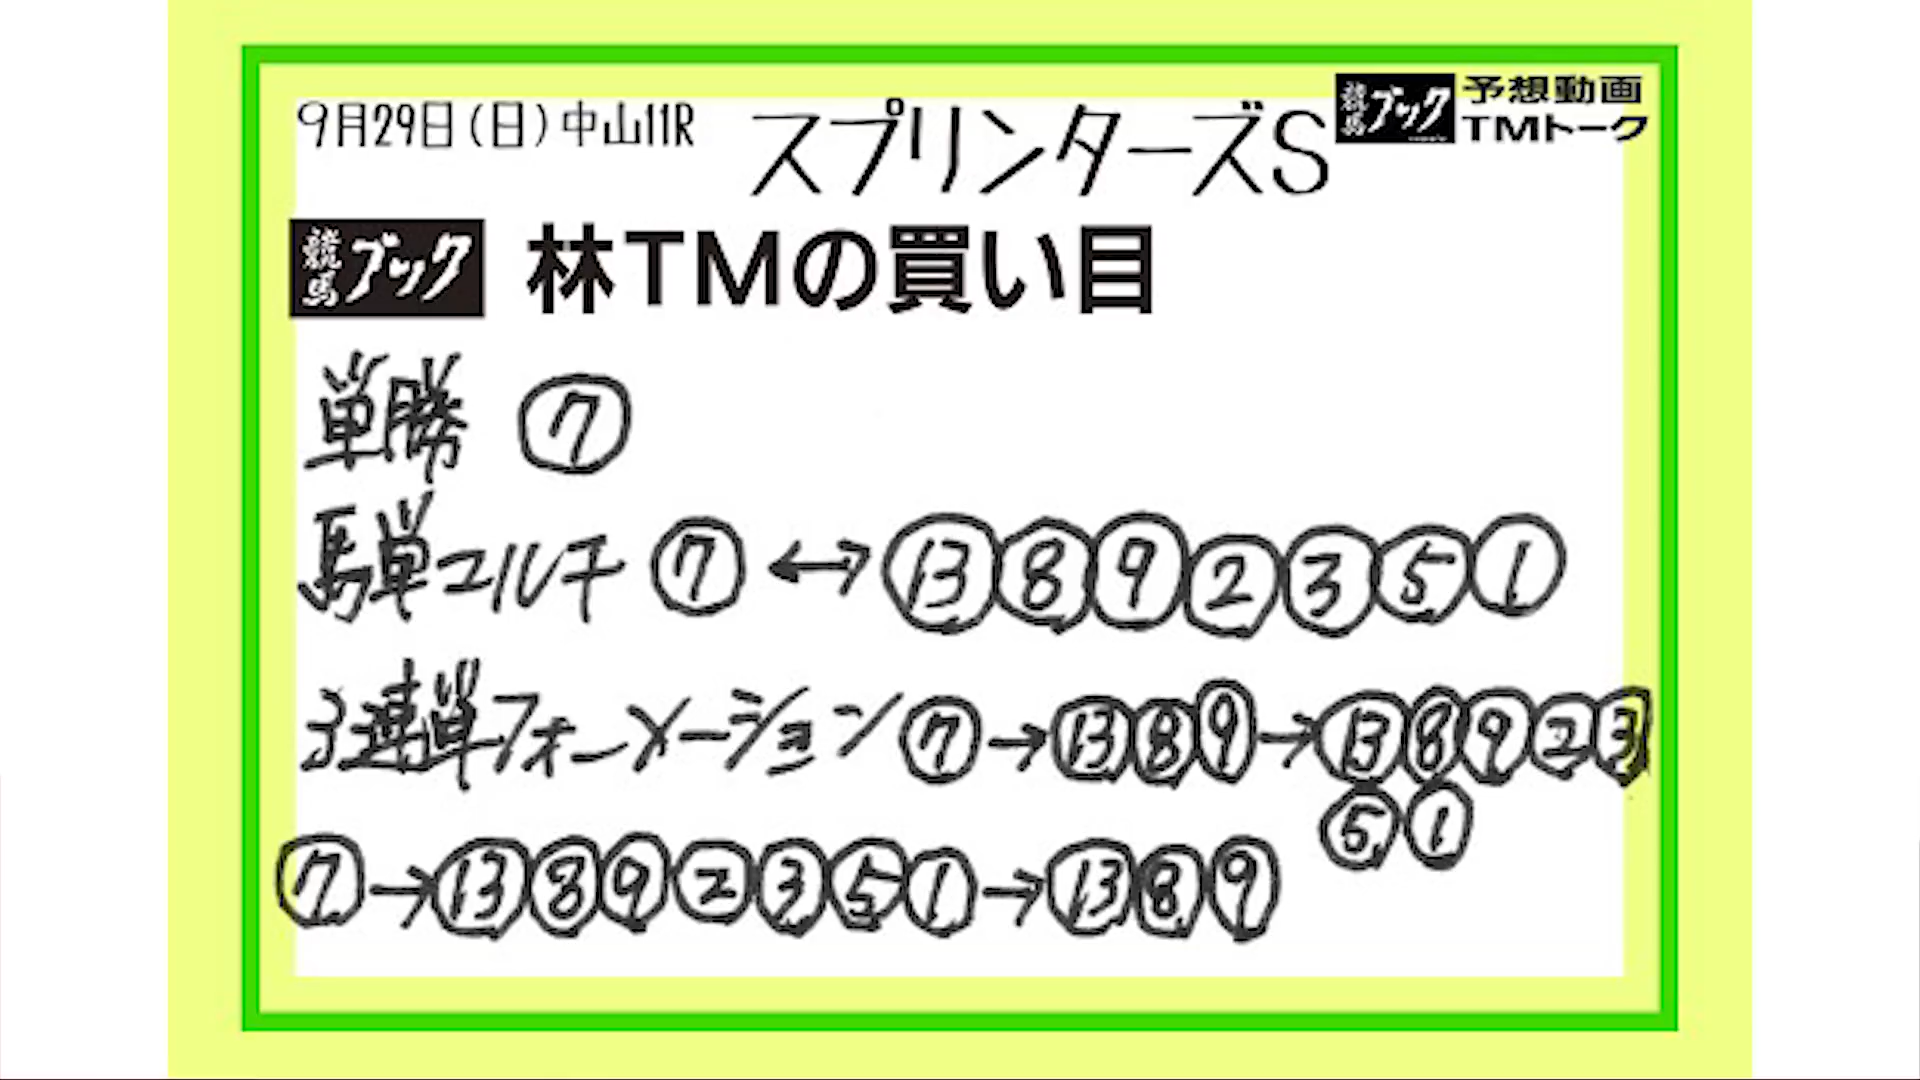 9月29日(日)中山11R スプリンターズS 競馬ブック 予想動画
TMトーク
競馬ブック 林TMの買い目
単勝 ⑦
馬単マルチ ⑦ ↔ ⑬⑧⑨②③⑤①
3連単フォーメーション ⑦→⑬⑧⑨→⑬⑧⑨②③
⑤①
⑦→⑬⑧⑨②③⑤①→⑬⑧⑨